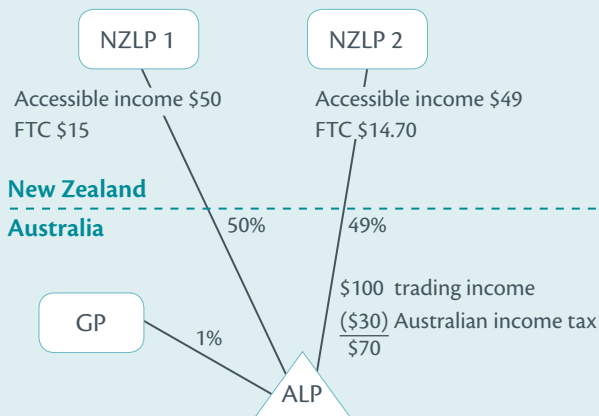 NZLP 1
NZLP 2
Accessible income $50
FTC $15
Accessible income $49
FTC $14.70
New Zealand
Australia
50%
49%
$100 trading income
($30) Australian income tax
$70
GP
1%
ALP